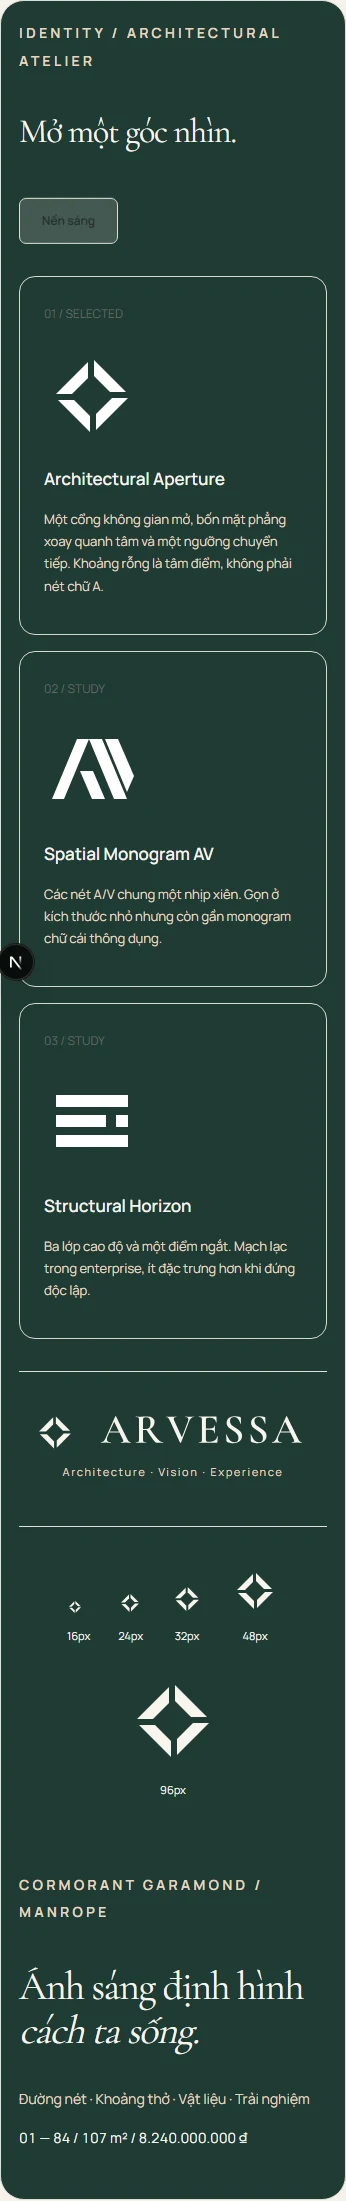 IDENTITY / ARCHITECTURAL
ATELIER
Mở một góc nhìn.
Nền sáng
01 / SELECTED
Architectural Aperture
Một cổng không gian mở, bốn mặt phẳng
xoay quanh tâm và một ngưỡng chuyển
tiếp. Khoảng rỗng là tâm điểm, không phải
nét chữ A.
02 / STUDY
Spatial Monogram AV
Các nét A/V chung một nhịp xiên. Gọn ở
kích thước nhỏ nhưng còn gần monogram
chữ cái thông dụng.
N
03 / STUDY
Structural Horizon
Ba lớp cao độ và một điểm ngắt. Mạch lạc
trong enterprise, ít đặc trưng hơn khi đứng
độc lập.
ARVESSA
Architecture · Vision · Experience
16px 24px 32px 48px
96px
CORMORANT GARAMOND /
MANROPE
Ánh sáng định hình
cách ta sống.
Đường nét · Khoảng thở · Vật liệu · Trải nghiệm
01 — 84 / 107 m² / 8.240.000.000 ₫